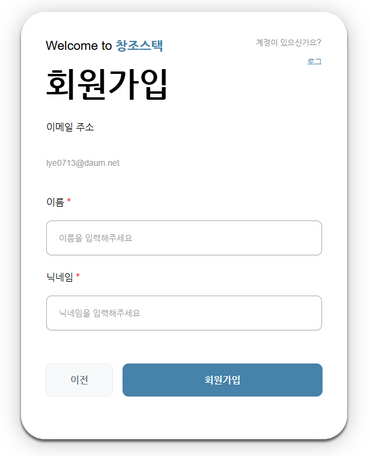 Welcome to 창조스택
계정이 있으신가요?
로그
회원가입
이메일 주소
lye0713@daum.net
이름 *
이름을 입력해주세요
닉네임 *
닉네임을 입력해주세요
이전
회원가입